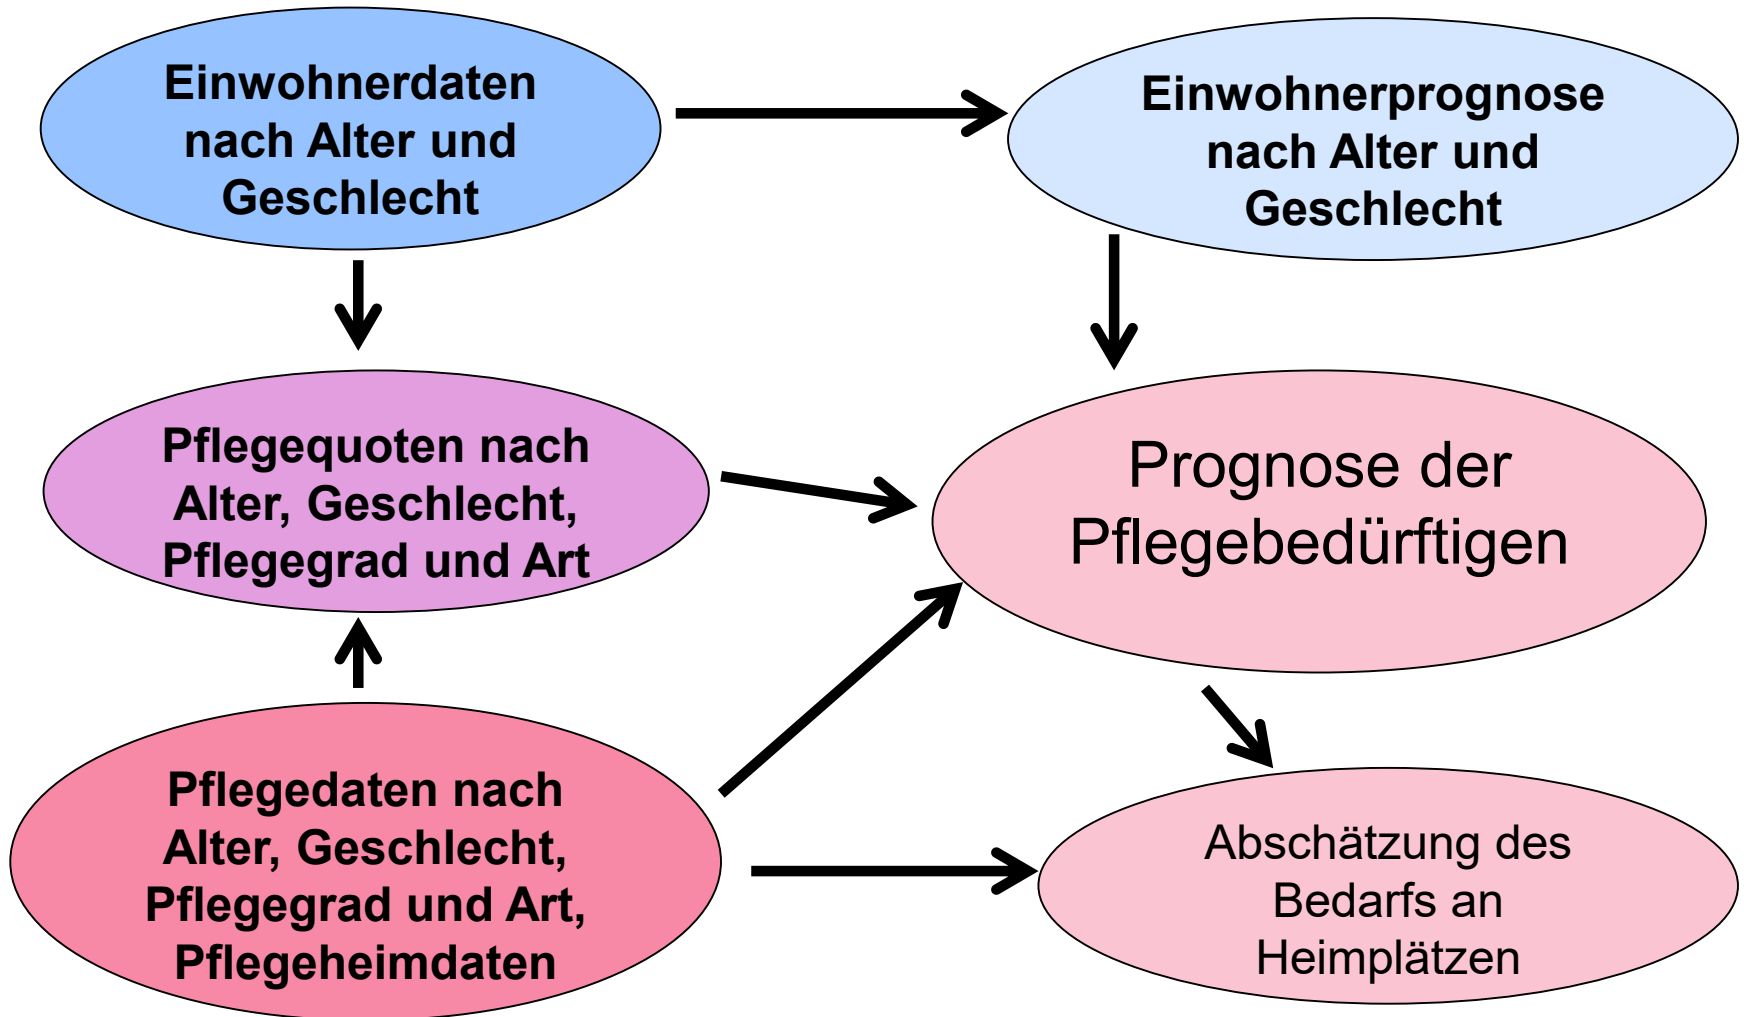 Einwohnerdaten
nach Alter und
Geschlecht
Einwohnerprognose
nach Alter und
Geschlecht
Pflegequoten nach
Alter, Geschlecht,
Pflegegrad und Art
Prognose der
Pflegebedürftigen
Pflegedaten nach
Alter, Geschlecht,
Pflegegrad und Art,
Pflegeheimdaten
Abschätzung des
Bedarfs an
Heimplätzen